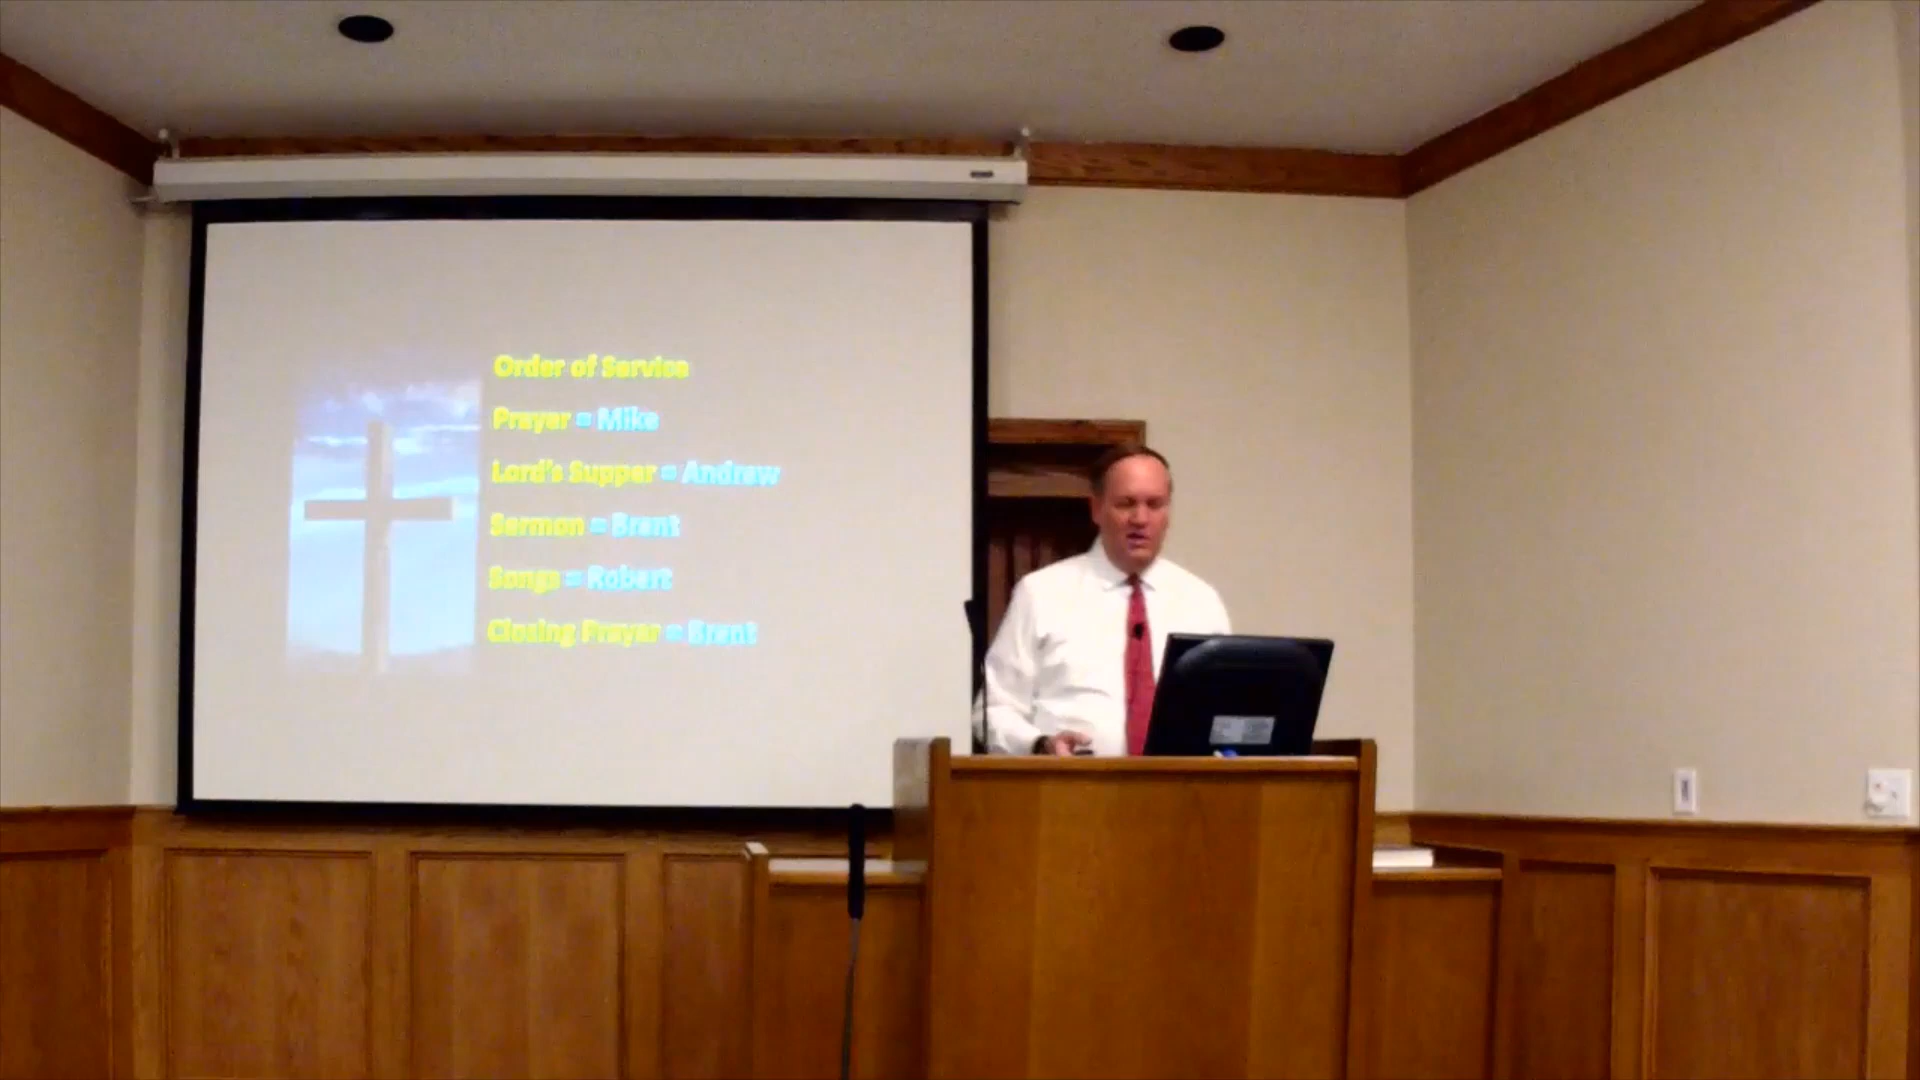 Order of Service
Prayer = Mike
Lord's Supper = Andrew
Sermon = Brent
Songs = Robert
Closing Prayer = Brent